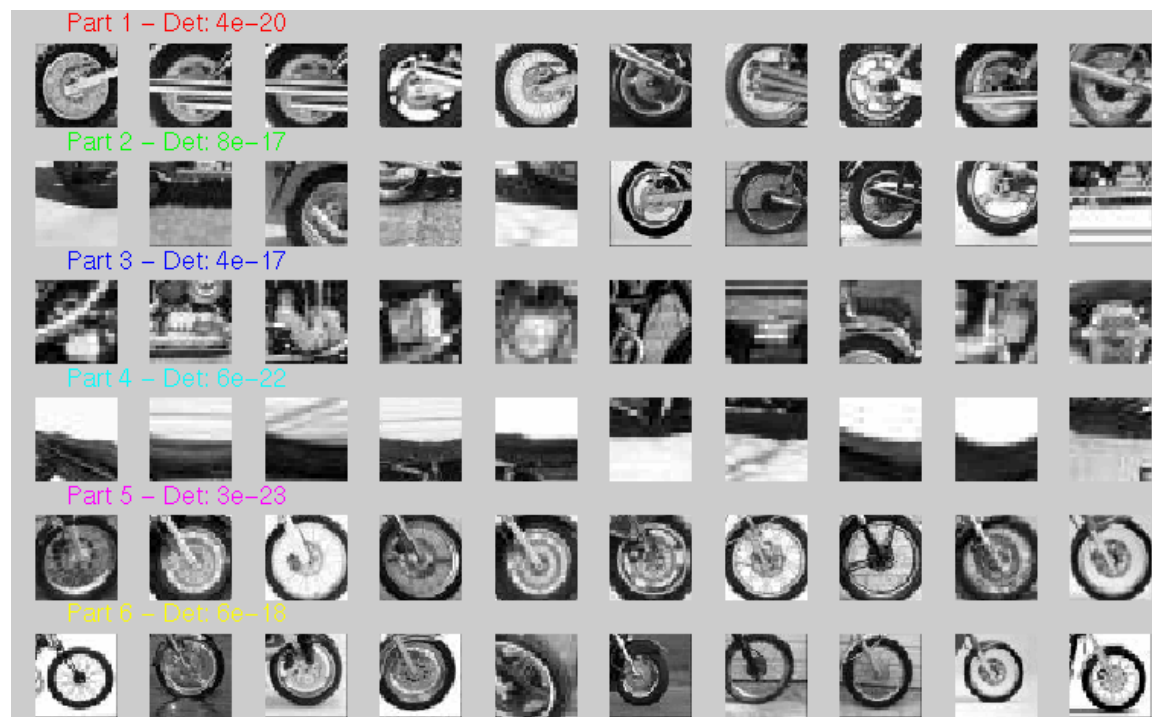 Part 1 – Det: 4e–20
Part 2 – Det: 8e–17
Part 3 – Det: 4e–17
Part 4 – Det: 6e–22
Part 5 – Det: 3e–23
Part 6 – Det: 6e–18